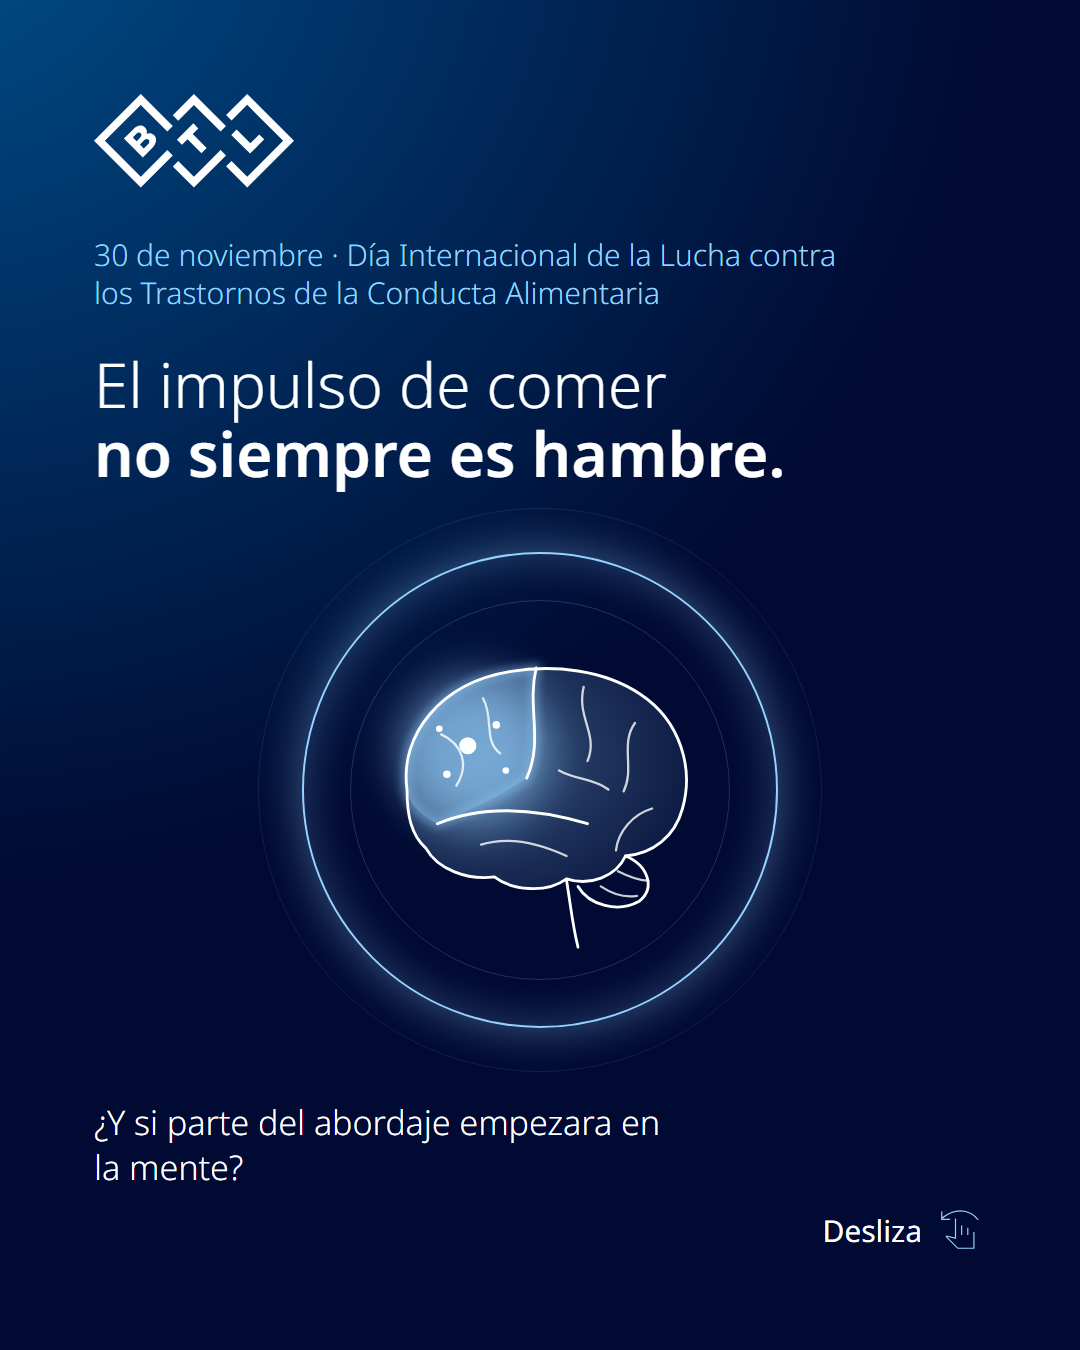 BTL
30 de noviembre · Día Internacional de la Lucha contra
los Trastornos de la Conducta Alimentaria
El impulso de comer
no siempre es hambre.
¿Y si parte del abordaje empezara en
la mente?
Desliza